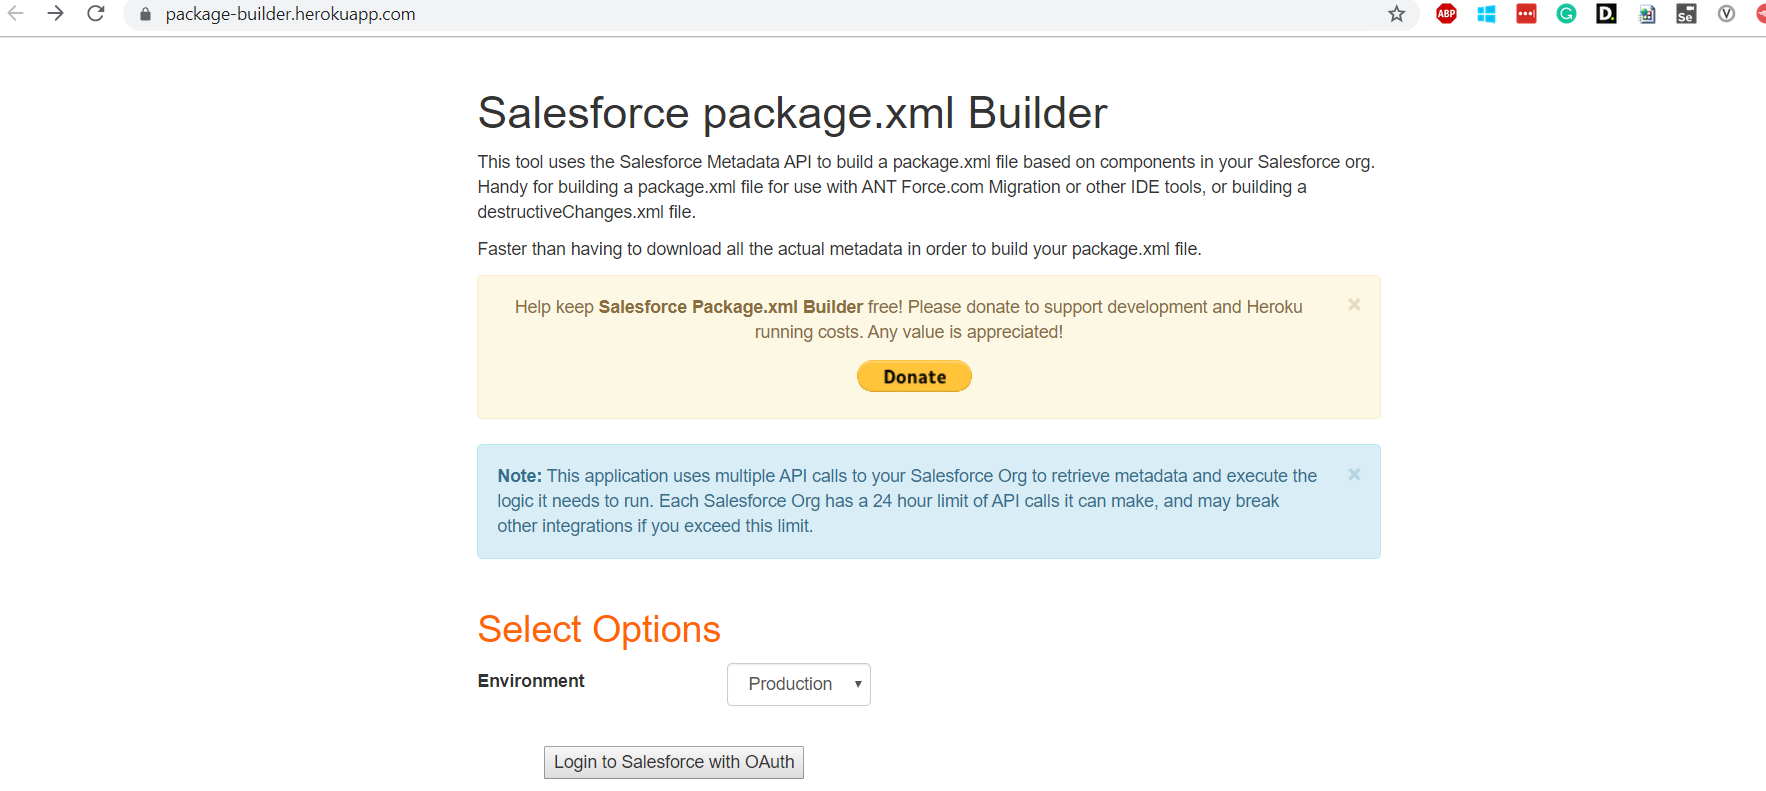 package-builder.herokuapp.com
ABP
G
D.
Se
V
Salesforce package.xml Builder
This tool uses the Salesforce Metadata API to build a package.xml file based on components in your Salesforce org.
Handy for building a package.xml file for use with ANT Force.com Migration or other IDE tools, or building a
destructiveChanges.xml file.
Faster than having to download all the actual metadata in order to build your package.xml file.
Help keep Salesforce Package.xml Builder free! Please donate to support development and Heroku
running costs. Any value is appreciated!
×
Donate
Note: This application uses multiple API calls to your Salesforce Org to retrieve metadata and execute the
logic it needs to run. Each Salesforce Org has a 24 hour limit of API calls it can make, and may break
other integrations if you exceed this limit.
×
Select Options
Environment
Production
Login to Salesforce with OAuth